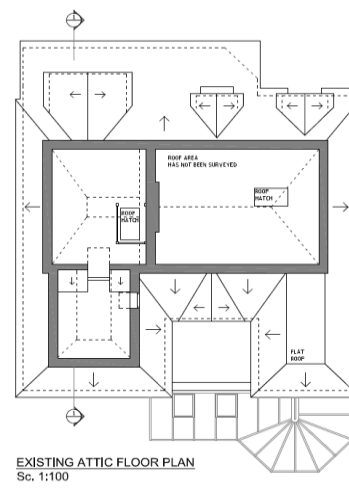 ROOF AREA
HAS NOT BEEN SURVEYED
ROOF
HATCH
ROOF
HATCH
FLAT
ROOF
EXISTING ATTIC FLOOR PLAN
Sc. 1:100